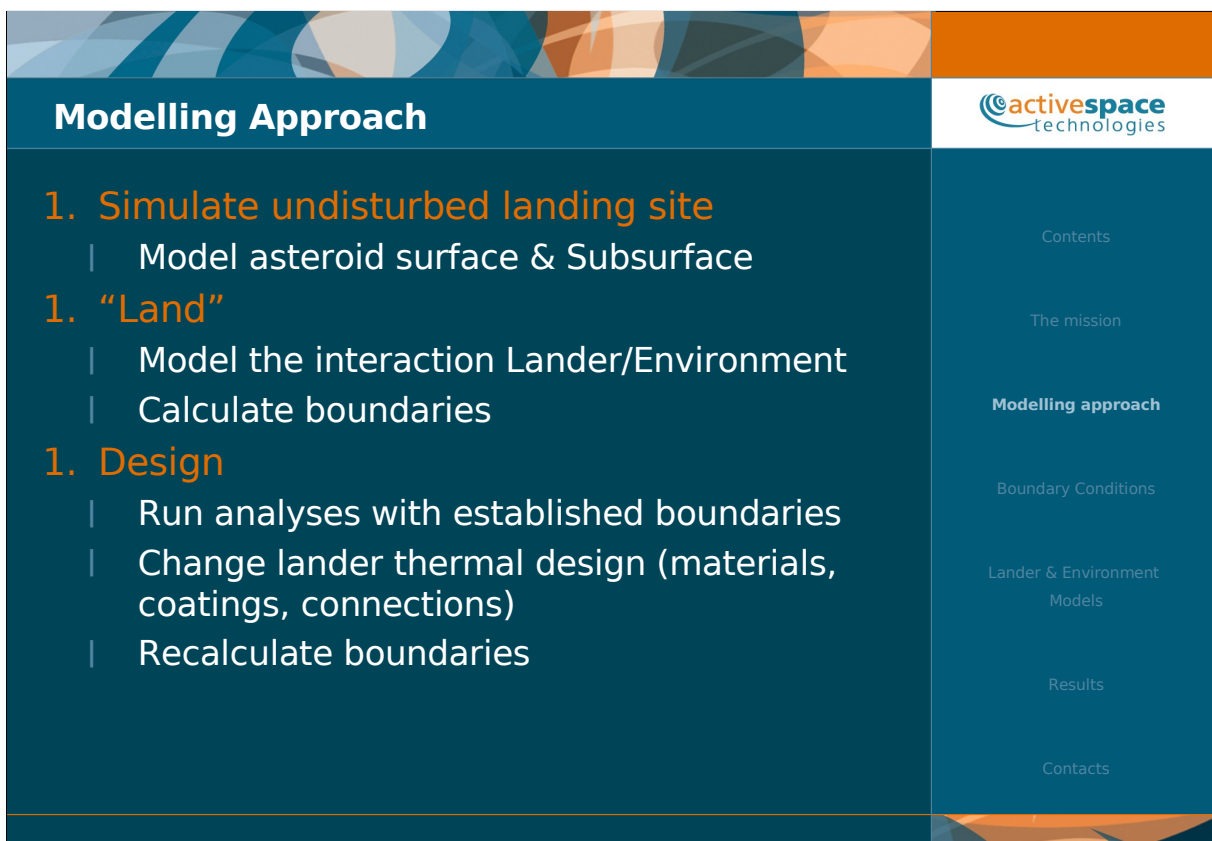 Modelling Approach
activespace
technologies
1. Simulate undisturbed landing site
| Model asteroid surface & Subsurface
1. “Land”
| Model the interaction Lander/Environment
| Calculate boundaries
1. Design
| Run analyses with established boundaries
| Change lander thermal design (materials,
coatings, connections)
| Recalculate boundaries
Contents
The mission
Modelling approach
Boundary Conditions
Lander & Environment
Models
Results
Contacts